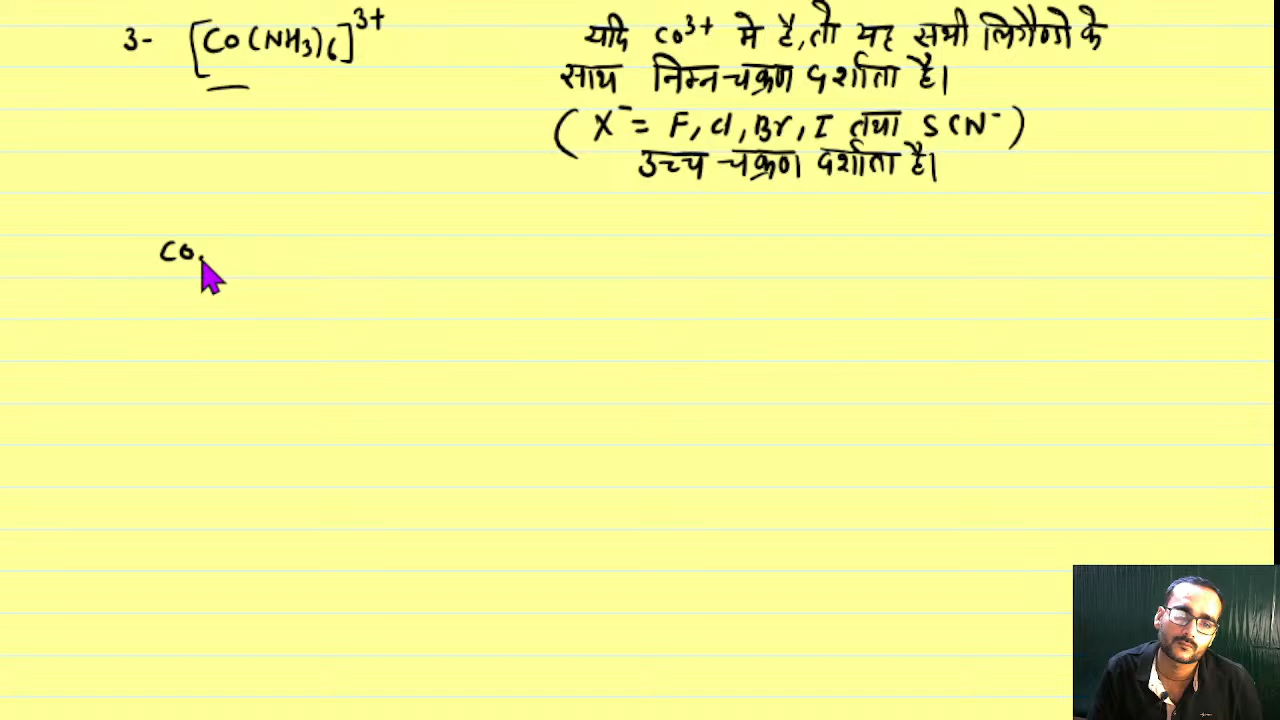 3- [Co(NH3)6]3+
यदि Co3+ मे है, तो यह सभी लिगैण्डो के
साथ निम्न चक्रण दर्शाता है।
( X- = F, Cl, Br, I तथा SCN- )
उच्च चक्रण दर्शाता है।
Co.